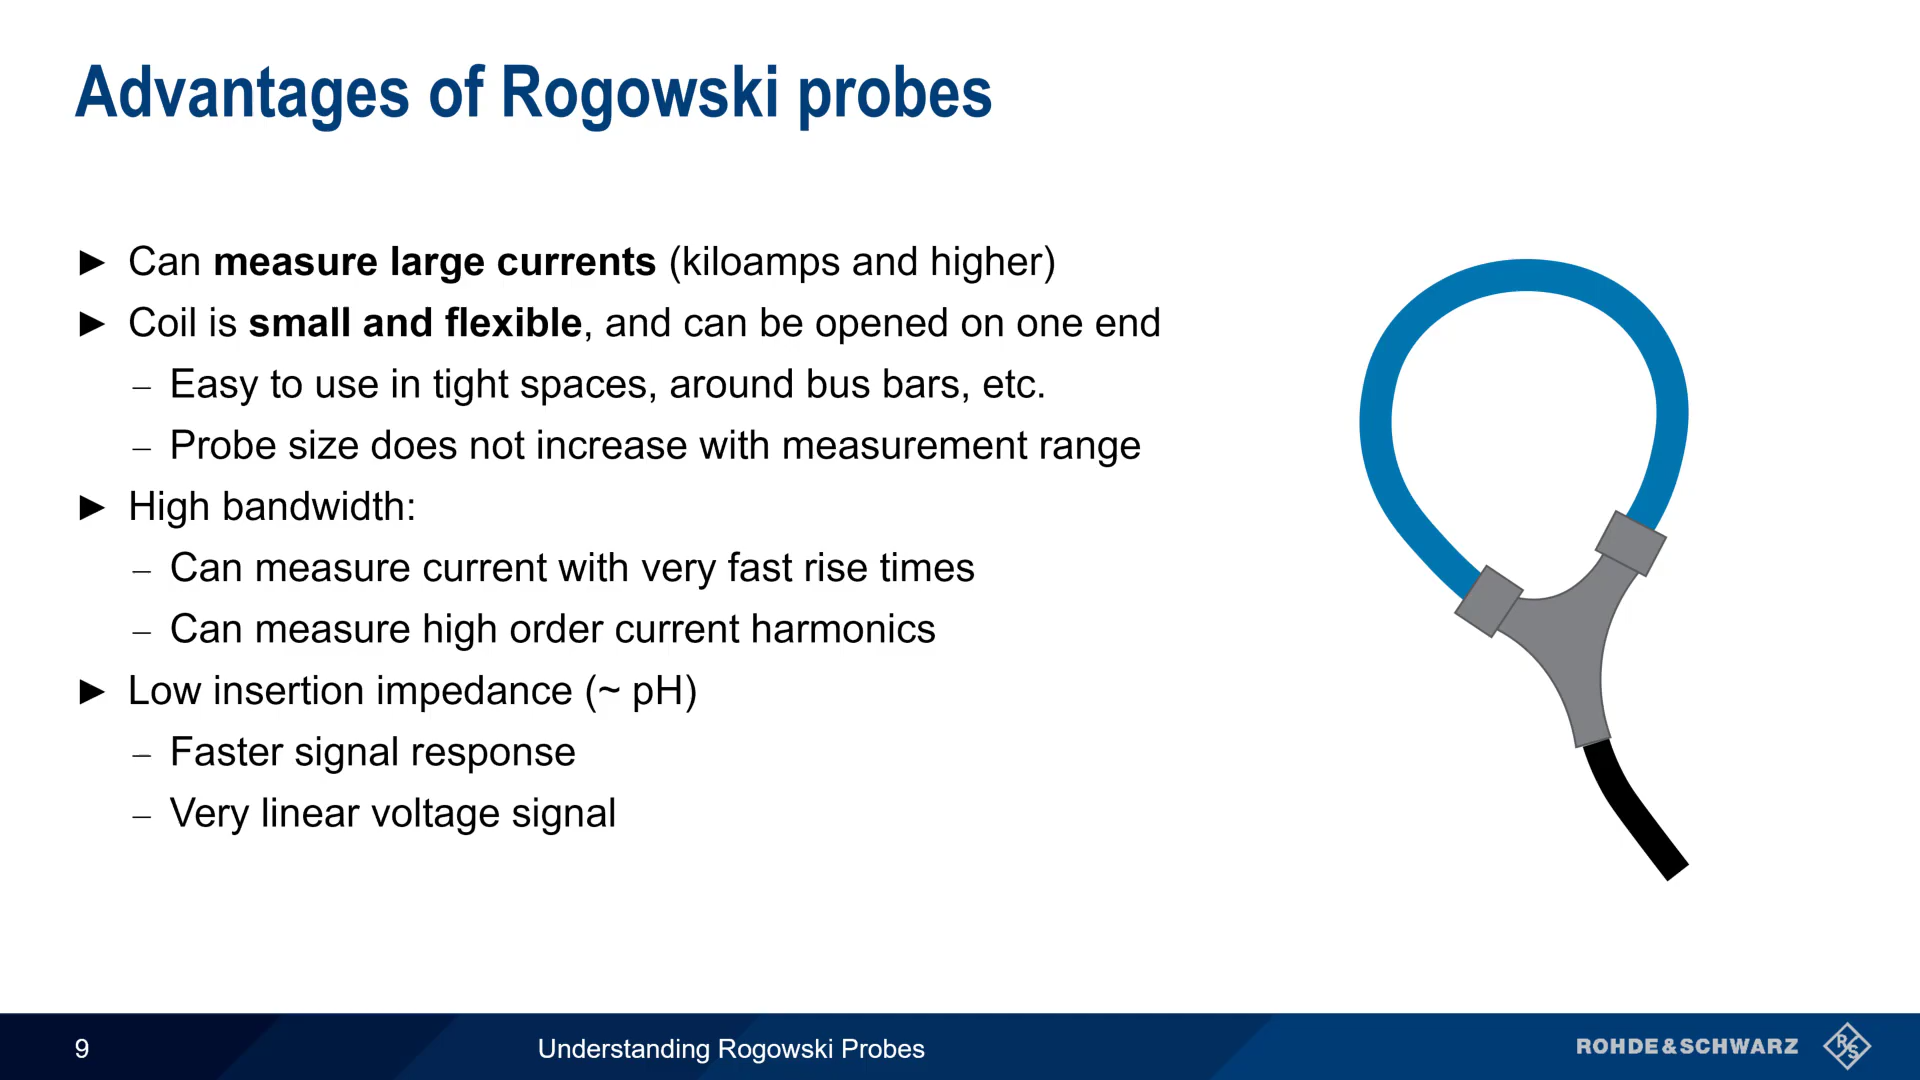 Advantages of Rogowski probes
► Can measure large currents (kiloamps and higher)
► Coil is small and flexible, and can be opened on one end
– Easy to use in tight spaces, around bus bars, etc.
– Probe size does not increase with measurement range
► High bandwidth:
– Can measure current with very fast rise times
– Can measure high order current harmonics
► Low insertion impedance (~ pH)
– Faster signal response
– Very linear voltage signal
9
Understanding Rogowski Probes
ROHDE&SCHWARZ
R&S